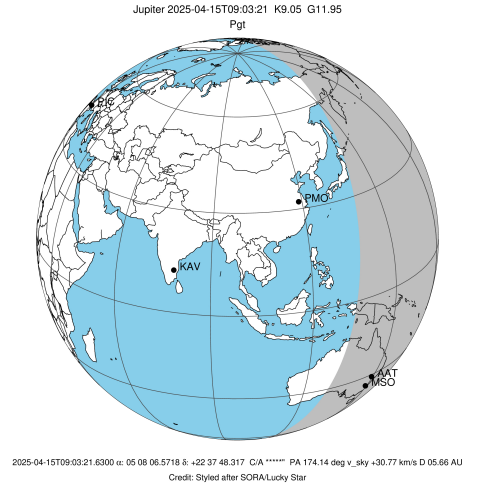 Jupiter 2025-04-15T09:03:21 K9.05 G11.95
Pgt
PIC
PMO
KAV
AAT
MSO
2025-04-15T09:03:21.6300 α: 05 08 06.5718 δ: +22 37 48.317 C/A *****" PA 174.14 deg v_sky +30.77 km/s D 05.66 AU
Credit: Styled after SORA/Lucky Star